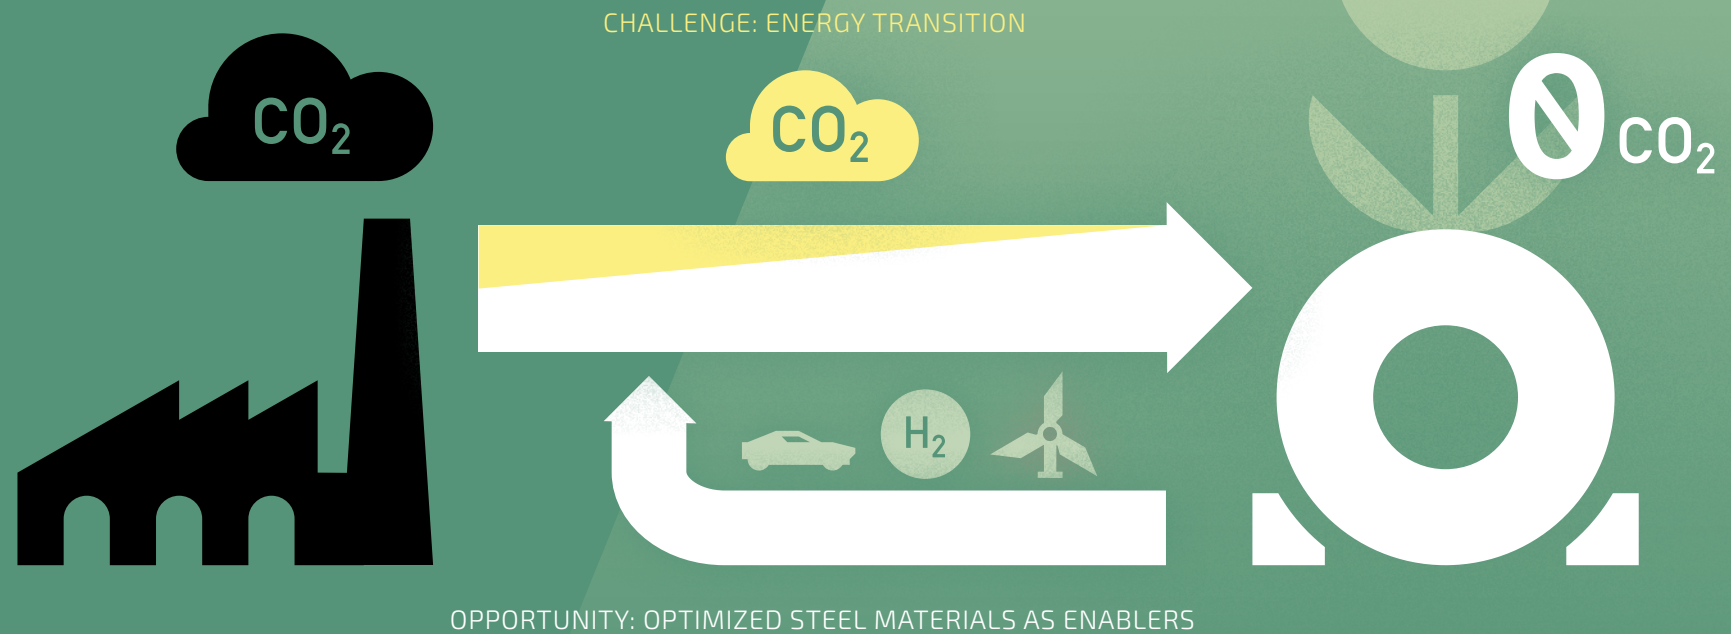 CHALLENGE: ENERGY TRANSITION
CO₂
CO₂
0 CO₂
H₂
OPPORTUNITY: OPTIMIZED STEEL MATERIALS AS ENABLERS